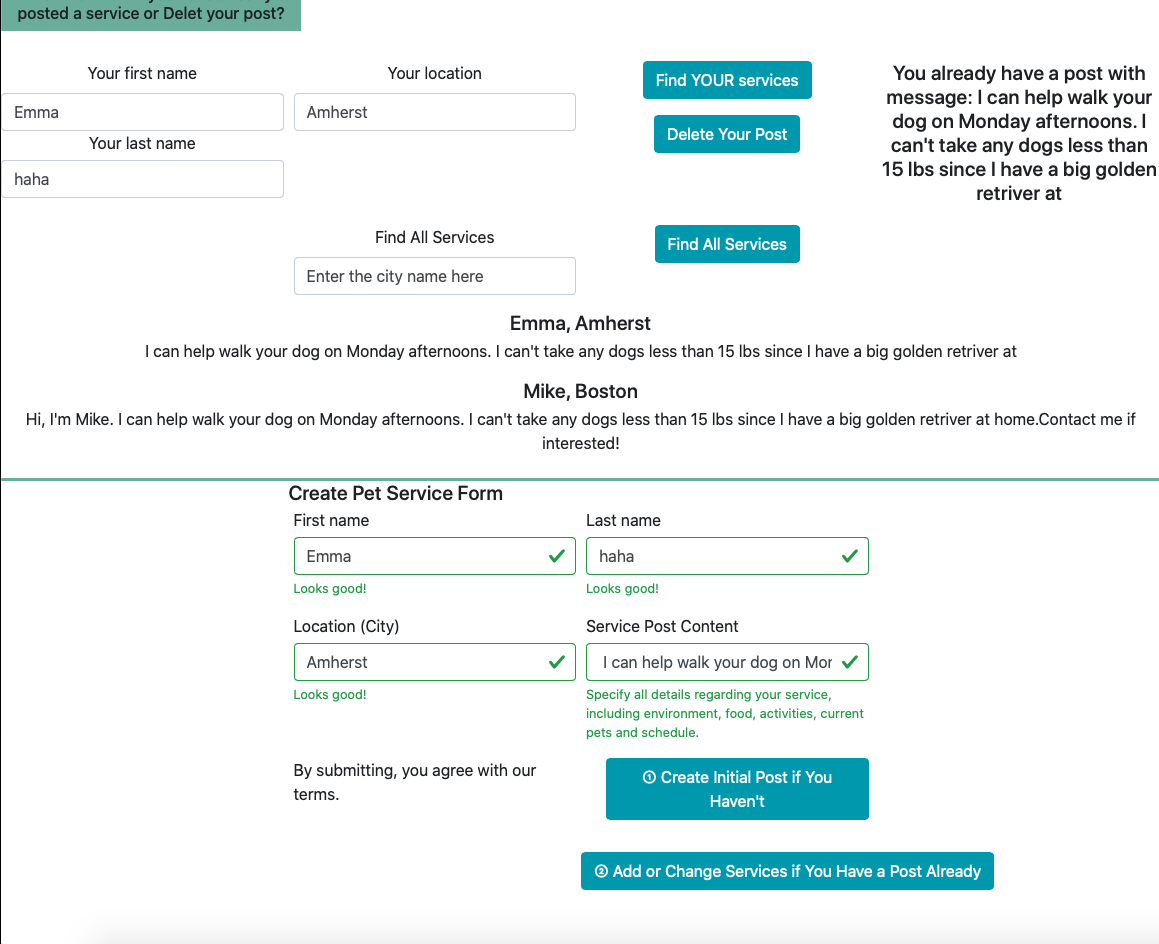 posted a service or Delet your post?
Your first name
Your location
Find YOUR services
You already have a post with
message: I can help walk your
dog on Monday afternoons. I
can't take any dogs less than
15 lbs since I have a big golden
retriver at
Emma
Amherst
Delete Your Post
Your last name
haha
Find All Services
Find All Services
Enter the city name here
Emma, Amherst
I can help walk your dog on Monday afternoons. I can't take any dogs less than 15 lbs since I have a big golden retriver at
Mike, Boston
Hi, I'm Mike. I can help walk your dog on Monday afternoons. I can't take any dogs less than 15 lbs since I have a big golden retriver at home.Contact me if
interested!
Create Pet Service Form
First name
Last name
Emma
haha
Looks good!
Looks good!
Location (City)
Service Post Content
Amherst
I can help walk your dog on Mor
Looks good!
Specify all details regarding your service,
including environment, food, activities, current
pets and schedule.
By submitting, you agree with our
terms.
① Create Initial Post if You
Haven't
② Add or Change Services if You Have a Post Already